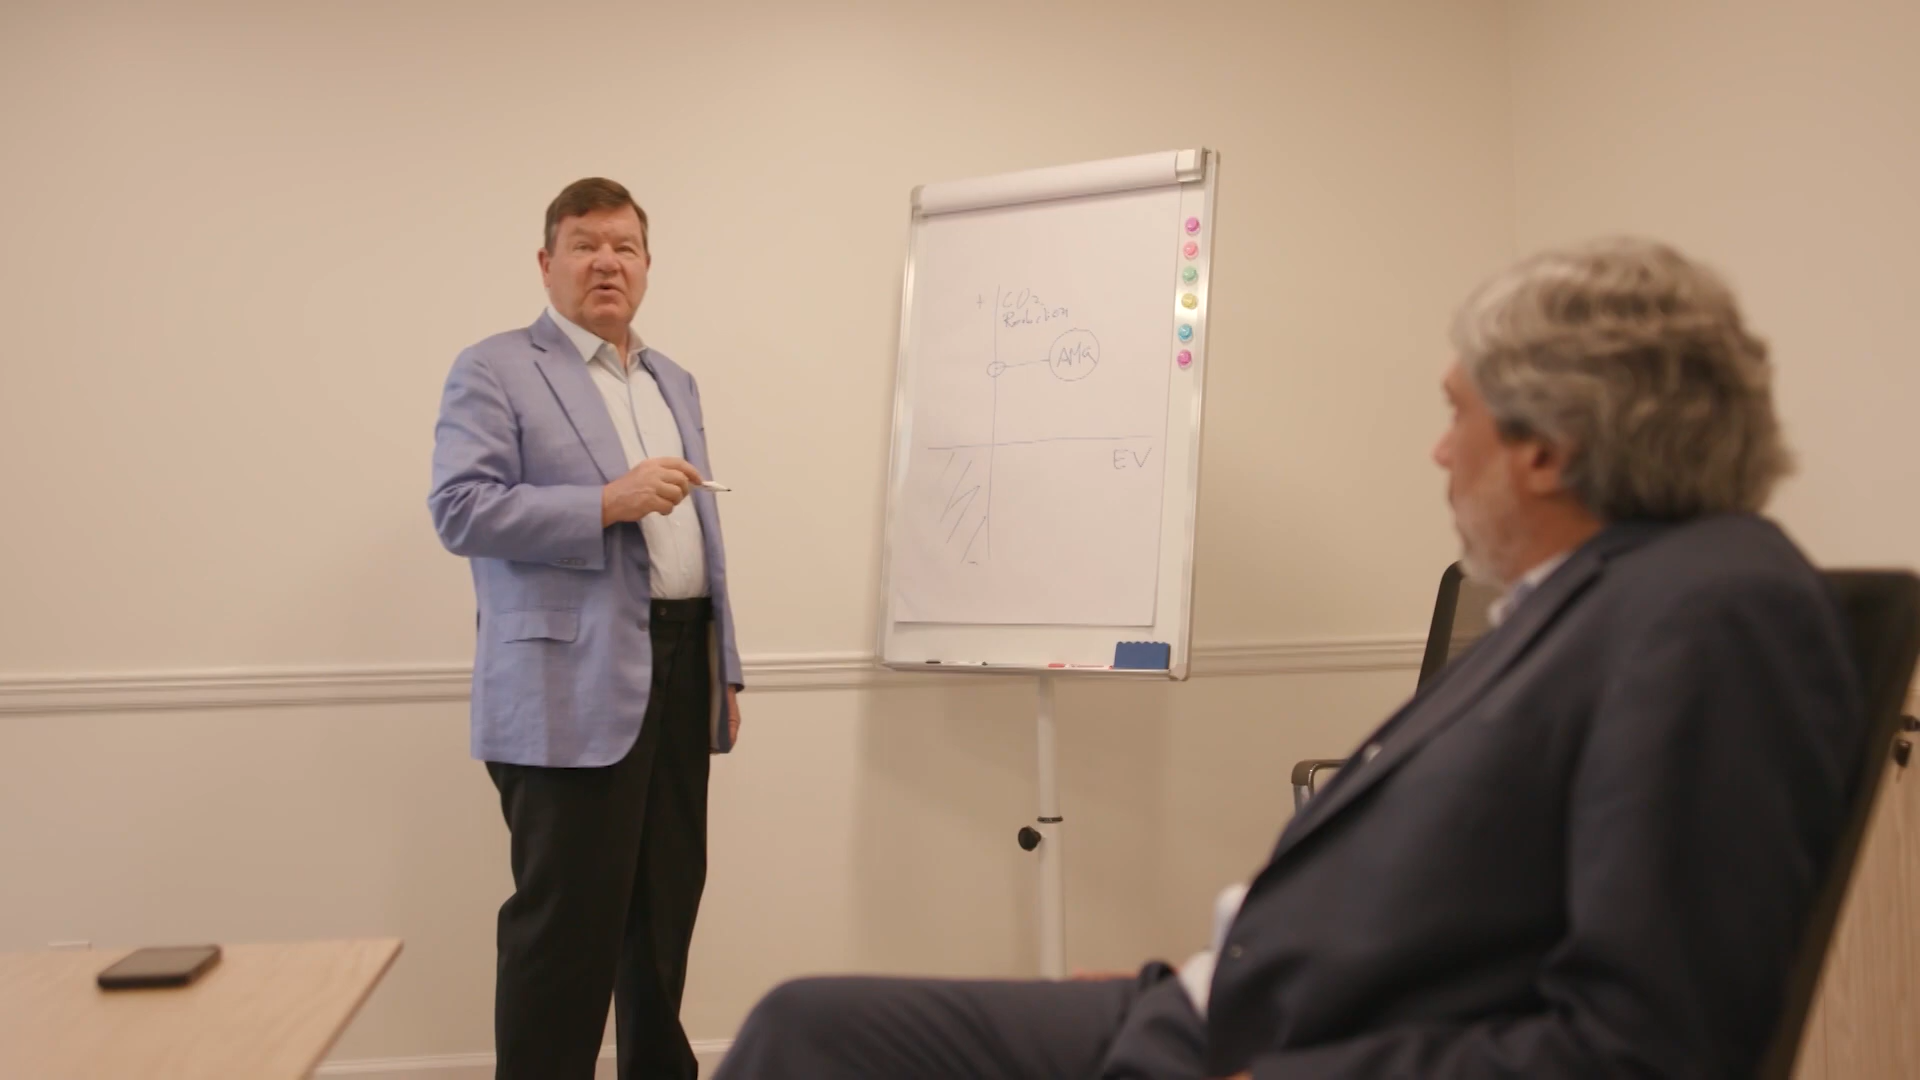 + CO2
Reduction
AMG
EV
-